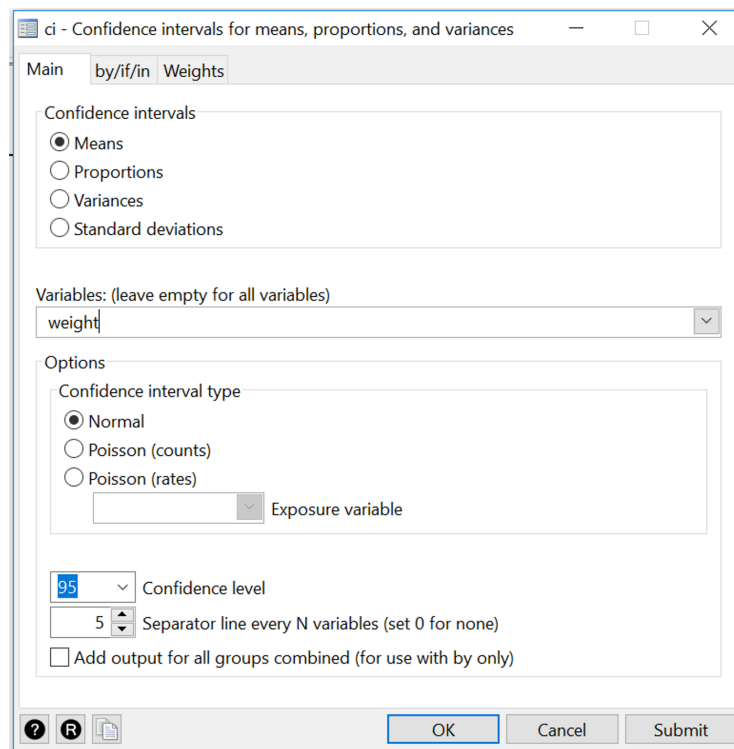 ci - Confidence intervals for means, proportions, and variances
Main by/if/in Weights
Confidence intervals
Means
Proportions
Variances
Standard deviations
Variables: (leave empty for all variables)
weight
Options
Confidence interval type
Normal
Poisson (counts)
Poisson (rates)
Exposure variable
95 Confidence level
5 Separator line every N variables (set 0 for none)
Add output for all groups combined (for use with by only)
? R OK Cancel Submit